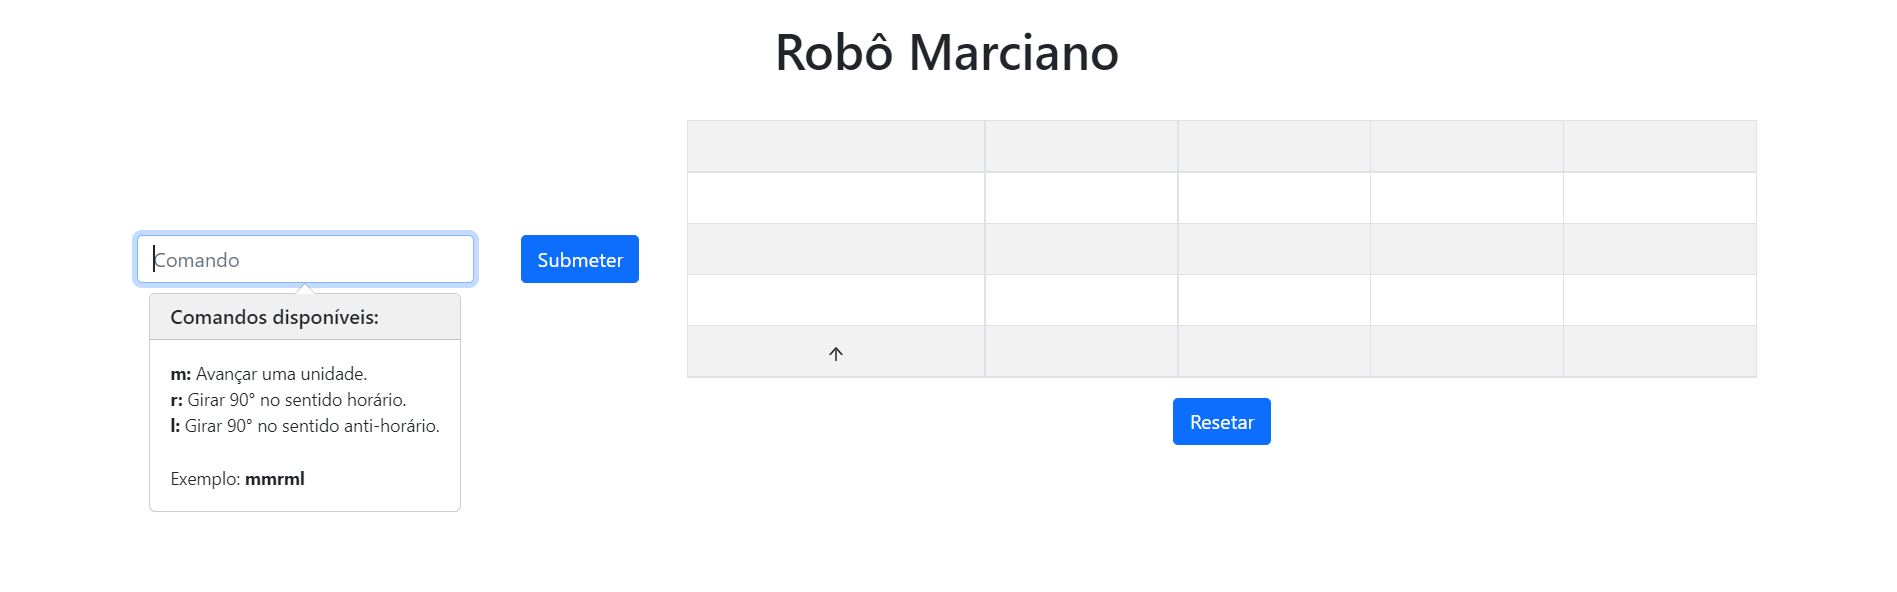 Robô Marciano
Comando
Submeter
Comandos disponíveis:
m: Avançar uma unidade.
r: Girar 90° no sentido horário.
l: Girar 90° no sentido anti-horário.
Exemplo: mmrml
↑
Resetar